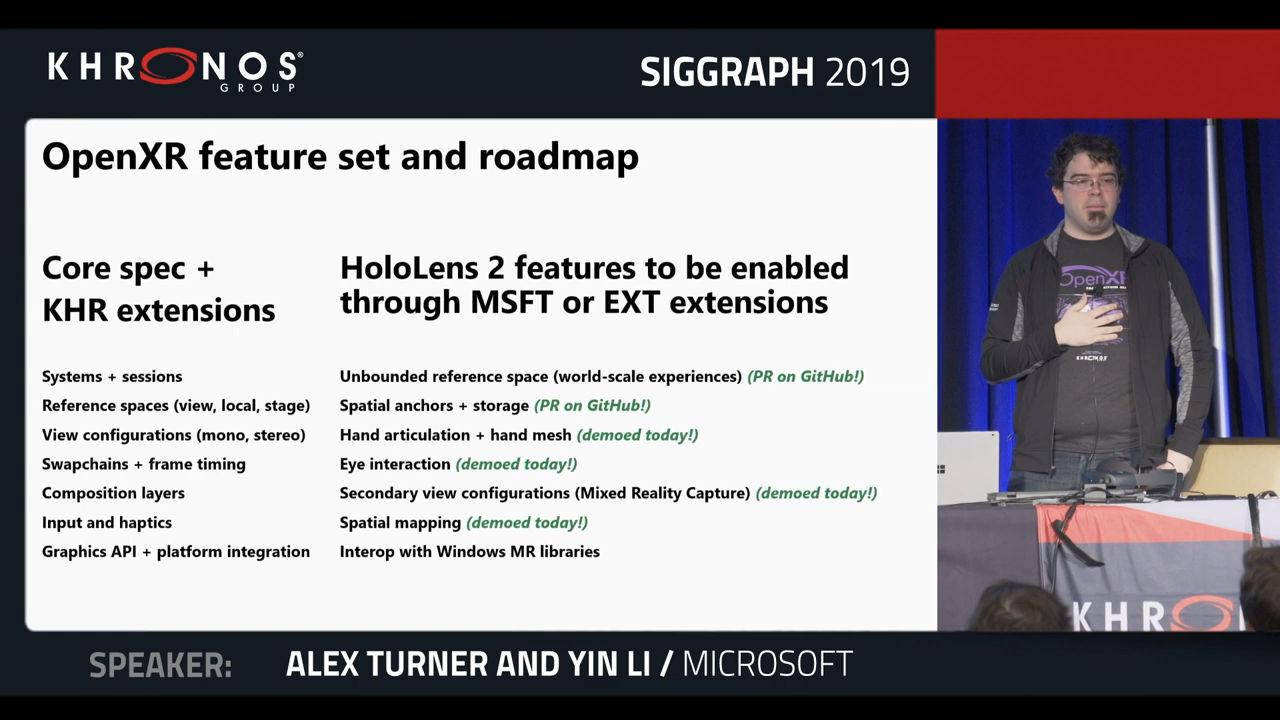 KHRONOS®
GROUP
SIGGRAPH 2019
OpenXR feature set and roadmap
Core spec +
KHR extensions
Systems + sessions
Reference spaces (view, local, stage)
View configurations (mono, stereo)
Swapchains + frame timing
Composition layers
Input and haptics
Graphics API + platform integration
HoloLens 2 features to be enabled
through MSFT or EXT extensions
Unbounded reference space (world-scale experiences) (PR on GitHub!)
Spatial anchors + storage (PR on GitHub!)
Hand articulation + hand mesh (demoed today!)
Eye interaction (demoed today!)
Secondary view configurations (Mixed Reality Capture) (demoed today!)
Spatial mapping (demoed today!)
Interop with Windows MR libraries
OpenXR
KHRONOS
KHRO
SPEAKER: ALEX TURNER AND YIN LI / MICROSOFT